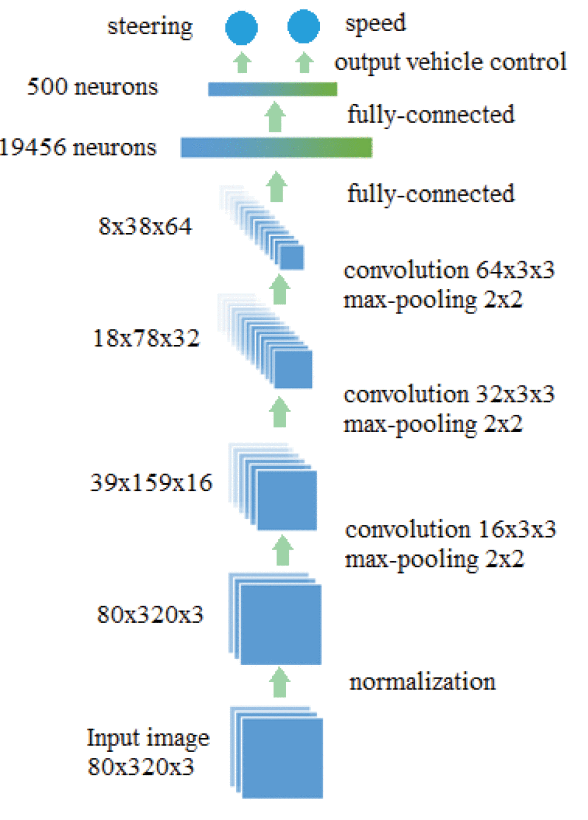 steering
speed
output vehicle control
500 neurons
fully-connected
19456 neurons
fully-connected
8x38x64
convolution 64x3x3
max-pooling 2x2
18x78x32
convolution 32x3x3
max-pooling 2x2
39x159x16
convolution 16x3x3
max-pooling 2x2
80x320x3
normalization
Input image
80x320x3